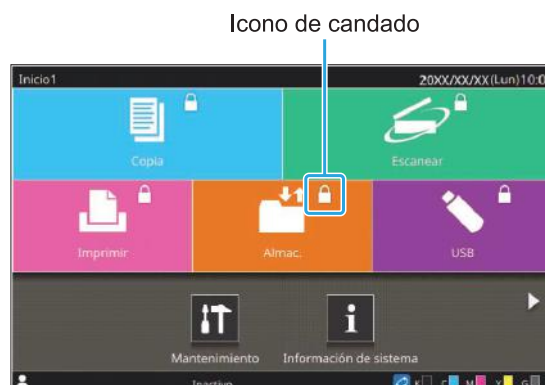 Icono de candado
Inicio1 20XX/XX/XX(Lun)10:0
Copia Escanear
Imprimir Almac. USB
Mantenimiento Información de sistema
Inactivo K C M Y G